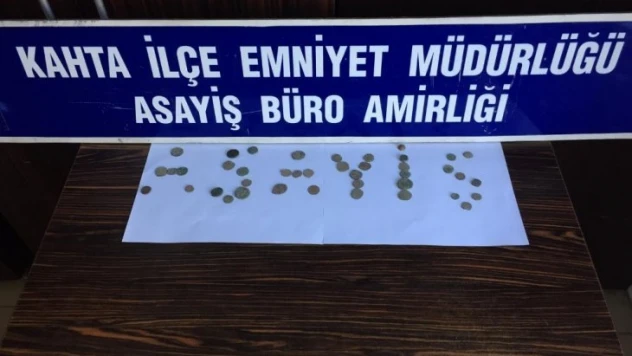 KAHTA İLÇE EMNİYET MÜDÜRLÜĞÜ
ASAYİŞ BÜRO AMİRLİĞİ
ASAYİŞ